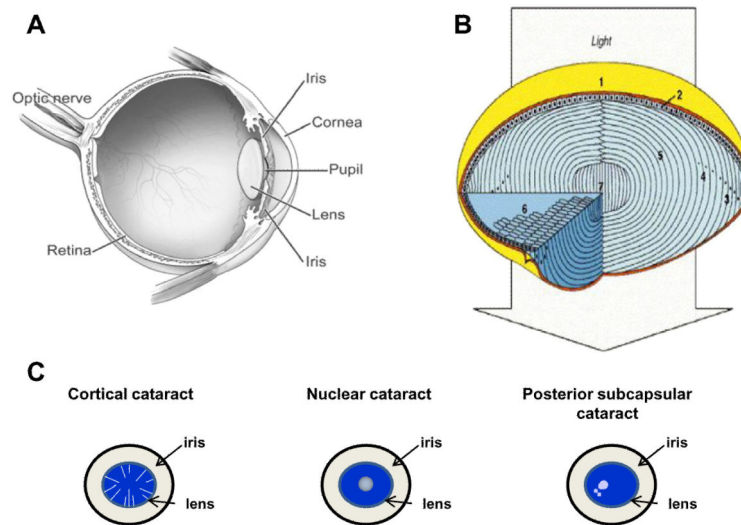 A
Iris
Optic nerve
Cornea
Pupil
Lens
Retina
Iris
B
Light
1
2
5
4
3
7
6
C
Cortical cataract
iris
lens
Nuclear cataract
iris
lens
Posterior subcapsular
cataract
iris
lens